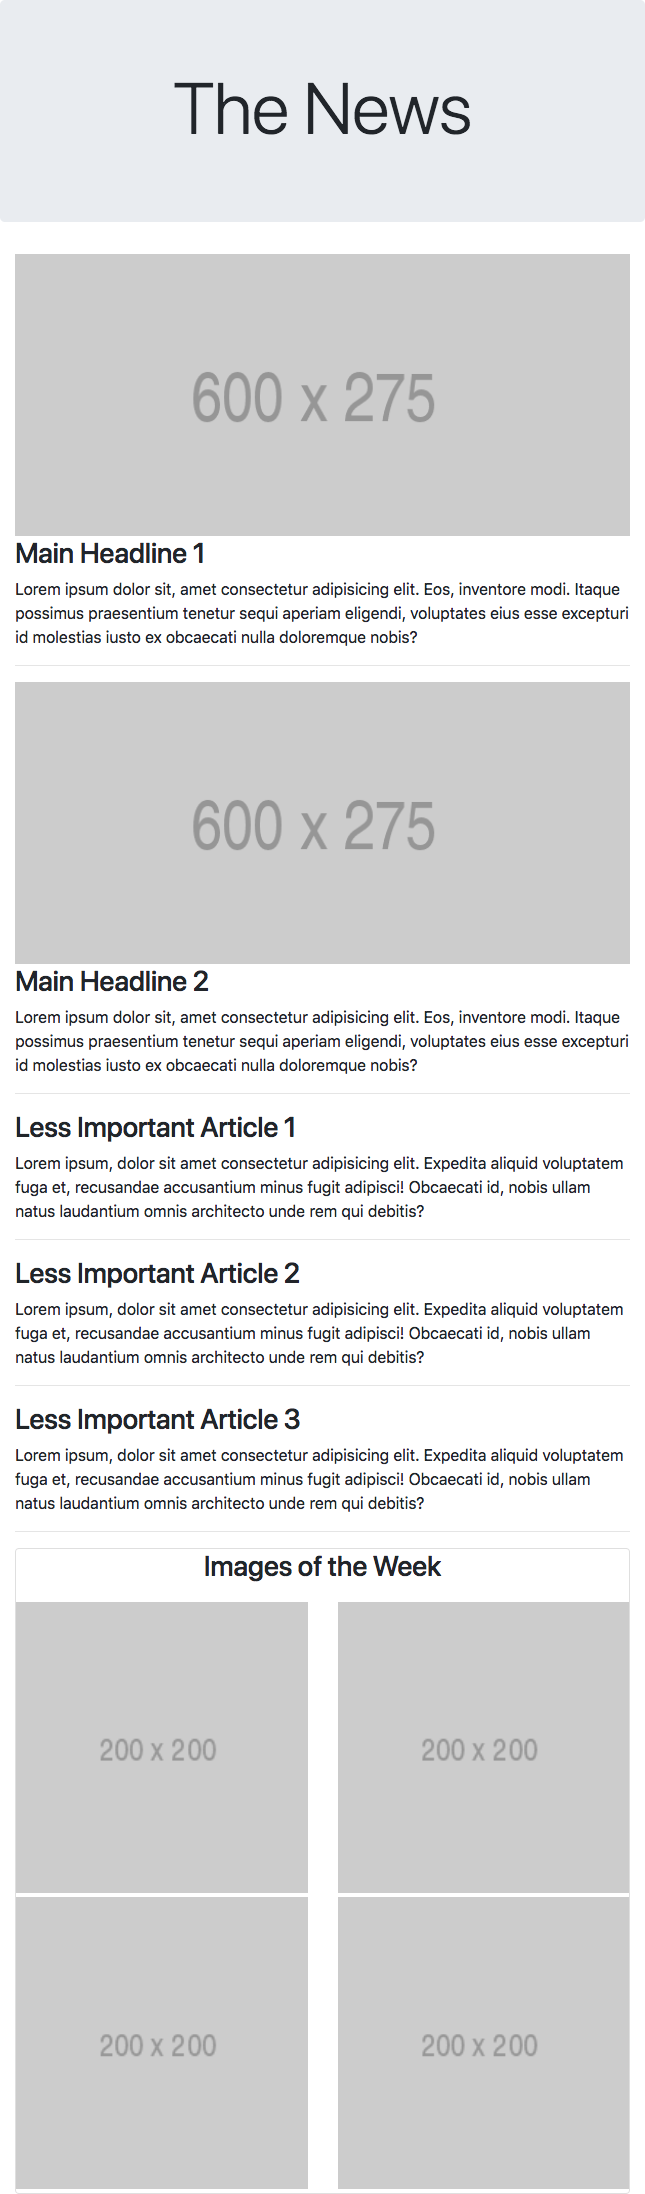 The News
600 x 275
Main Headline 1
Lorem ipsum dolor sit, amet consectetur adipisicing elit. Eos, inventore modi. Itaque
possimus praesentium tenetur sequi aperiam eligendi, voluptates eius esse excepturi
id molestias iusto ex obcaecati nulla doloremque nobis?
600 x 275
Main Headline 2
Lorem ipsum dolor sit, amet consectetur adipisicing elit. Eos, inventore modi. Itaque
possimus praesentium tenetur sequi aperiam eligendi, voluptates eius esse excepturi
id molestias iusto ex obcaecati nulla doloremque nobis?
Less Important Article 1
Lorem ipsum, dolor sit amet consectetur adipisicing elit. Expedita aliquid voluptatem
fuga et, recusandae accusantium minus fugit adipisci! Obcaecati id, nobis ullam
natus laudantium omnis architecto unde rem qui debitis?
Less Important Article 2
Lorem ipsum, dolor sit amet consectetur adipisicing elit. Expedita aliquid voluptatem
fuga et, recusandae accusantium minus fugit adipisci! Obcaecati id, nobis ullam
natus laudantium omnis architecto unde rem qui debitis?
Less Important Article 3
Lorem ipsum, dolor sit amet consectetur adipisicing elit. Expedita aliquid voluptatem
fuga et, recusandae accusantium minus fugit adipisci! Obcaecati id, nobis ullam
natus laudantium omnis architecto unde rem qui debitis?
Images of the Week
200 x 200
200 x 200
200 x 200
200 x 200